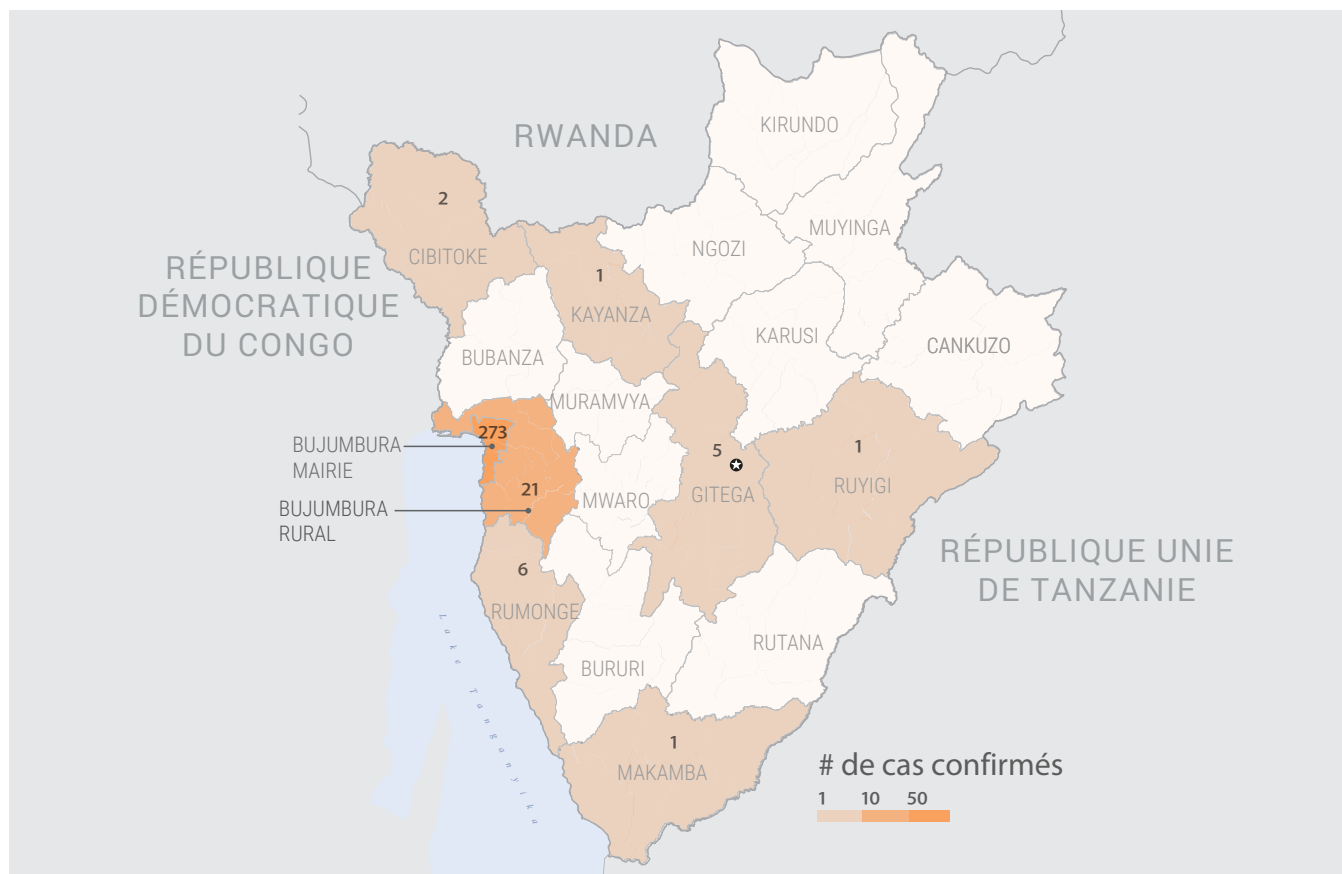 KIRUNDO
RWANDA
2
MUYINGA
NGOZI
CIBITOKE
RÉPUBLIQUE
DÉMOCRATIQUE
DU CONGO
1
KAYANZA
KARUSI
CANKUZO
BUBANZA
MURAMVYA
273
BUJUMBURA
MAIRIE
5
GITEGA
1
RUYIGI
21
BUJUMBURA
RURAL
MWARO
RÉPUBLIQUE UNIE
DE TANZANIE
6
RUMONGE
Lake Tanganyika
RUTANA
BURURI
1
MAKAMBA
# de cas confirmés
1 10 50